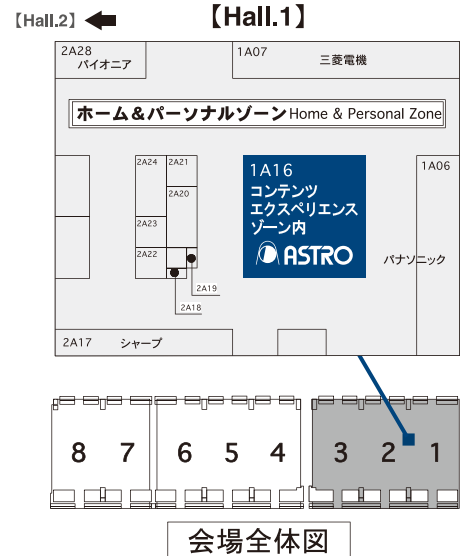 【Hall.2】
【Hall.1】
2A28
パイオニア
1A07
三菱電機
ホーム＆パーソナルゾーン Home & Personal Zone
2A24
2A21
2A20
2A23
2A22
2A19
2A18
1A16
コンテンツ
エクスペリエンス
ゾーン内
ASTRO
1A06
パナソニック
2A17
シャープ
8 7 6 5 4 3 2 1
会場全体図